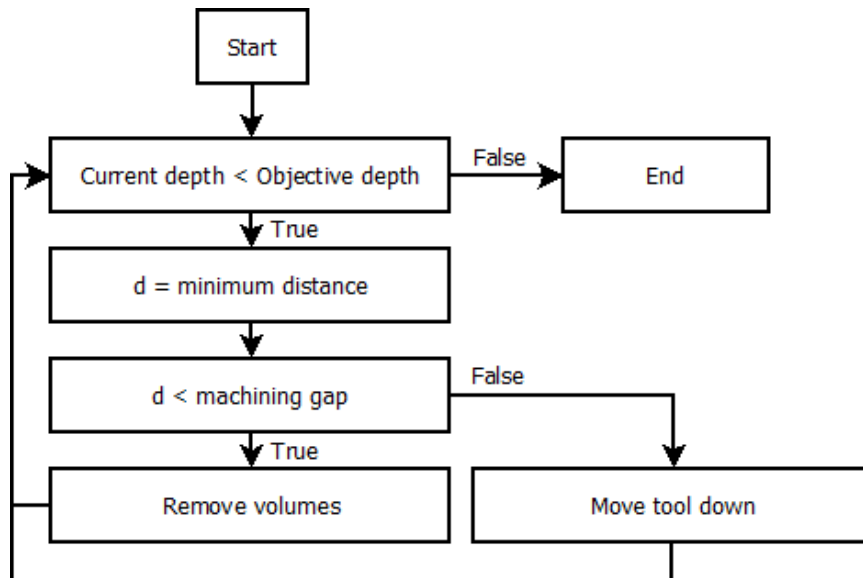 Start
Current depth < Objective depth
False
End
True
d = minimum distance
d < machining gap
False
True
Remove volumes
Move tool down